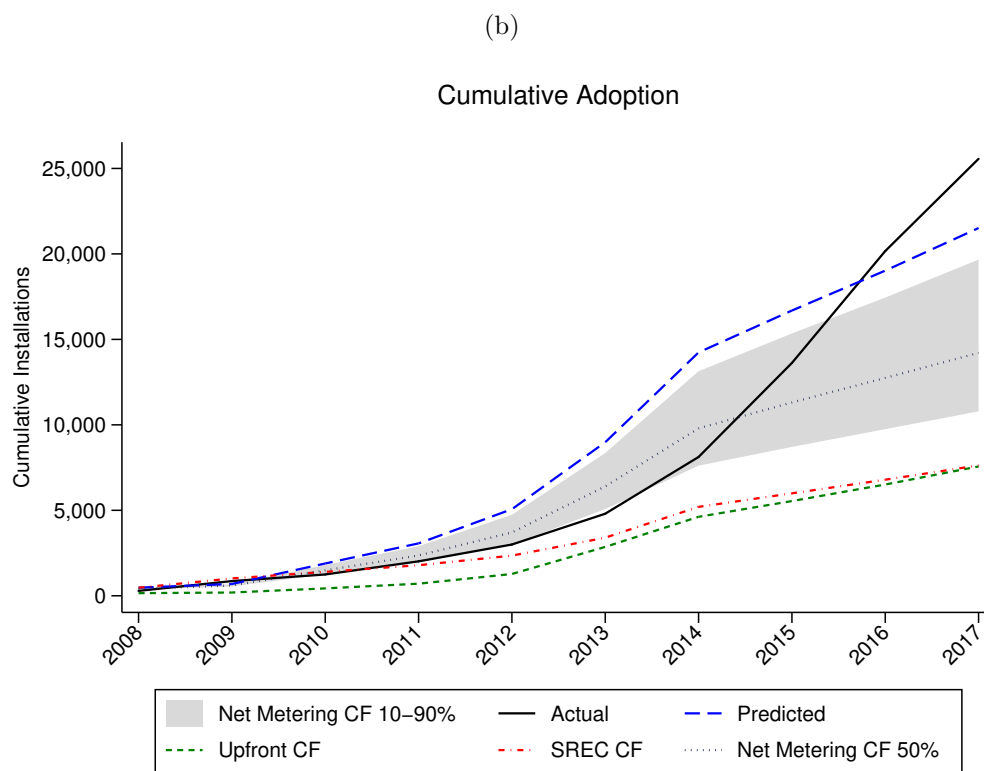 (b)
Cumulative Adoption
Cumulative Installations
25,000
20,000
15,000
10,000
5,000
0
2008
2009
2010
2011
2012
2013
2014
2015
2016
2017
Net Metering CF 10−90%
Actual
Predicted
Upfront CF
SREC CF
Net Metering CF 50%